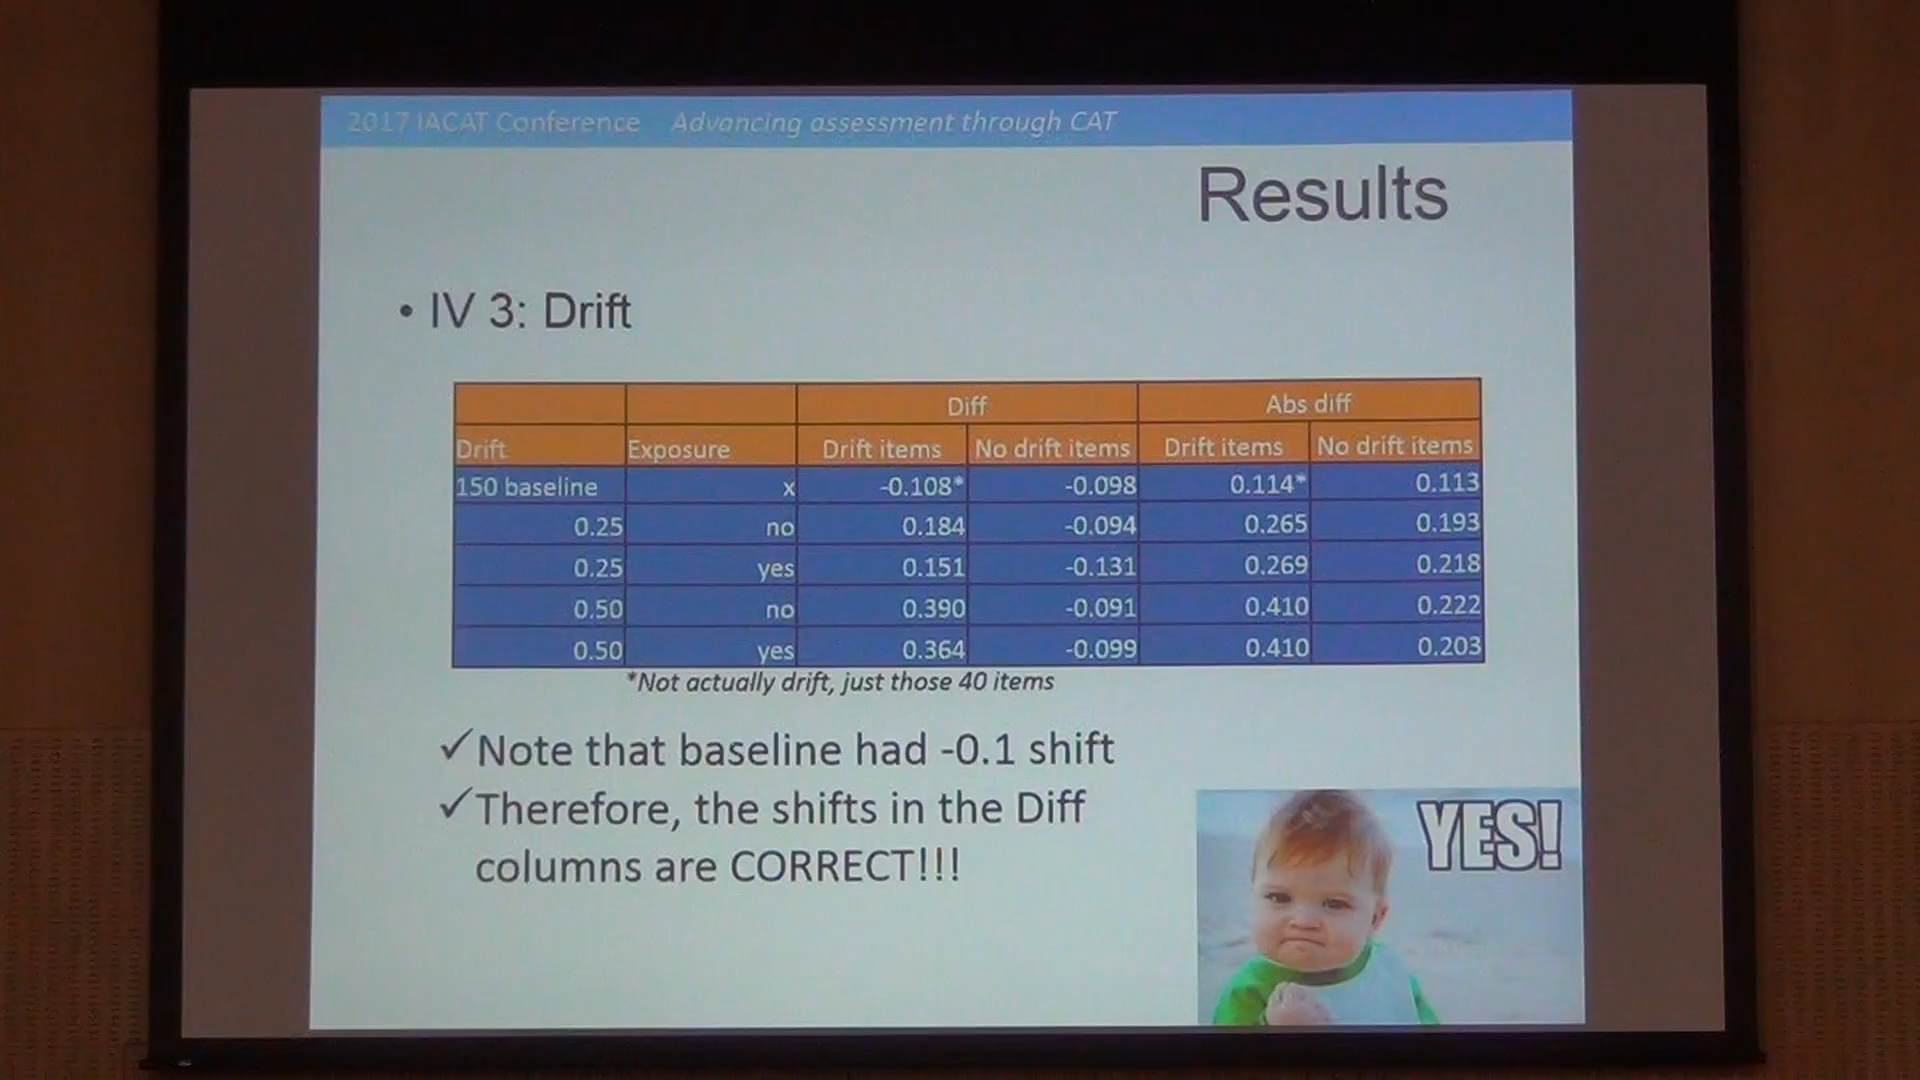 2017 IACAT Conference Advancing assessment through CAT
Results
• IV 3: Drift
Diff Abs diff
Drift Exposure Drift items No drift items Drift items No drift items
150 baseline x -0.108* -0.098 0.114* 0.113
0.25 no 0.184 -0.094 0.265 0.193
0.25 yes 0.151 -0.131 0.269 0.218
0.50 no 0.390 -0.091 0.410 0.222
0.50 yes 0.364 -0.099 0.410 0.203
*Not actually drift, just those 40 items
✓Note that baseline had -0.1 shift
✓Therefore, the shifts in the Diff
columns are CORRECT!!!
YES!